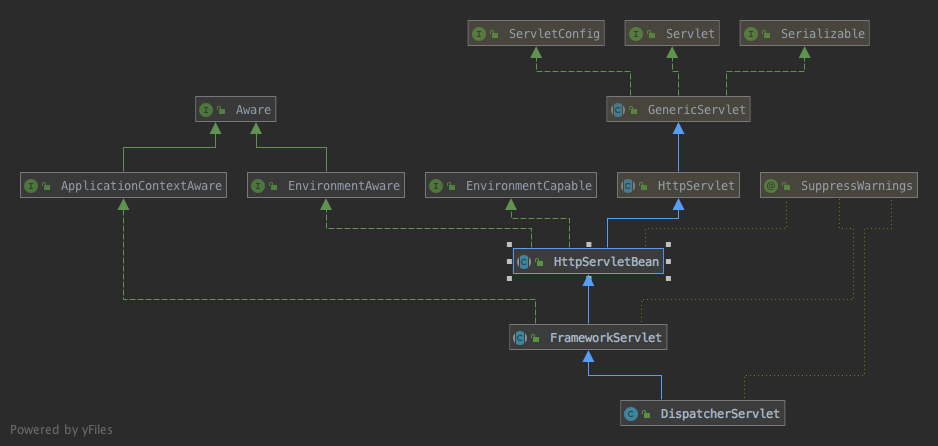 ServletConfig
Servlet
Serializable
Aware
GenericServlet
ApplicationContextAware
EnvironmentAware
EnvironmentCapable
HttpServlet
SuppressWarnings
HttpServletBean
FrameworkServlet
DispatcherServlet
Powered by yFiles